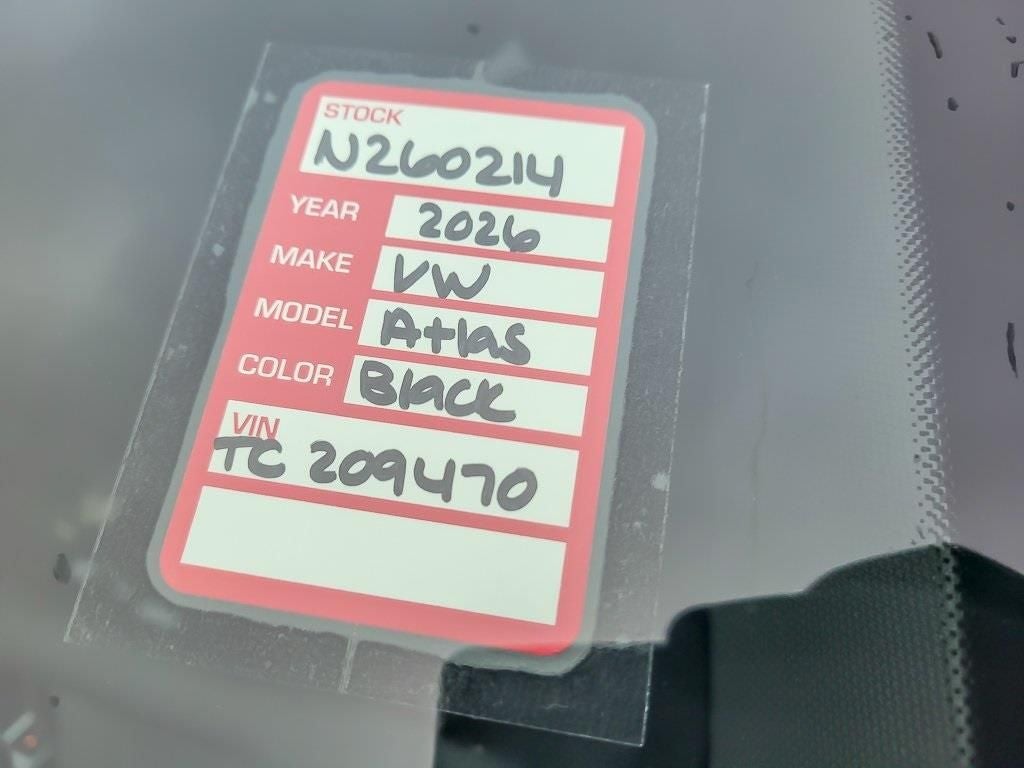 STOCK
N260214
YEAR 2026
MAKE VW
MODEL Atlas
COLOR Black
VIN
TC 209470